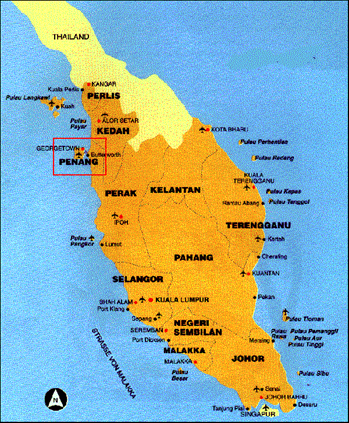 THAILAND
KANGAR
Kuala Perlis
PERLIS
Pulau Langkawi
Kuah
Pulau
Payar
ALOR SETAR
KEDAH
KOTA BHARU
Pulau Perhentian
GEORGETOWN
Butterworth
PENANG
Pulau Redang
KUALA
TERENGGANU
PERAK
KELANTAN
Pulau Kapas
Marang
Pulau Tenggol
IPOH
TERENGGANU
Pulau
Pangkor
Lumut
Kerteh
PAHANG
Cherating
SELANGOR
KUANTAN
SHAH ALAM
KUALA LUMPUR
Pekan
Port Klang
Sepang
NEGERI
SEMBILAN
Pulau Tioman
SEREMBAN
Port Dickson
Mersing
Pulau
Rawa
Pulau Pemanggil
Pulau Aur
Pulau Tinggi
MALAKKA
MALAKKA
JOHOR
Pulau
Besar
Pulau Sibu
STRASSE VON MALAKKA
Senai
JOHOR BAHRU
Desaru
Tanjung Piai
SINGAPUR
N